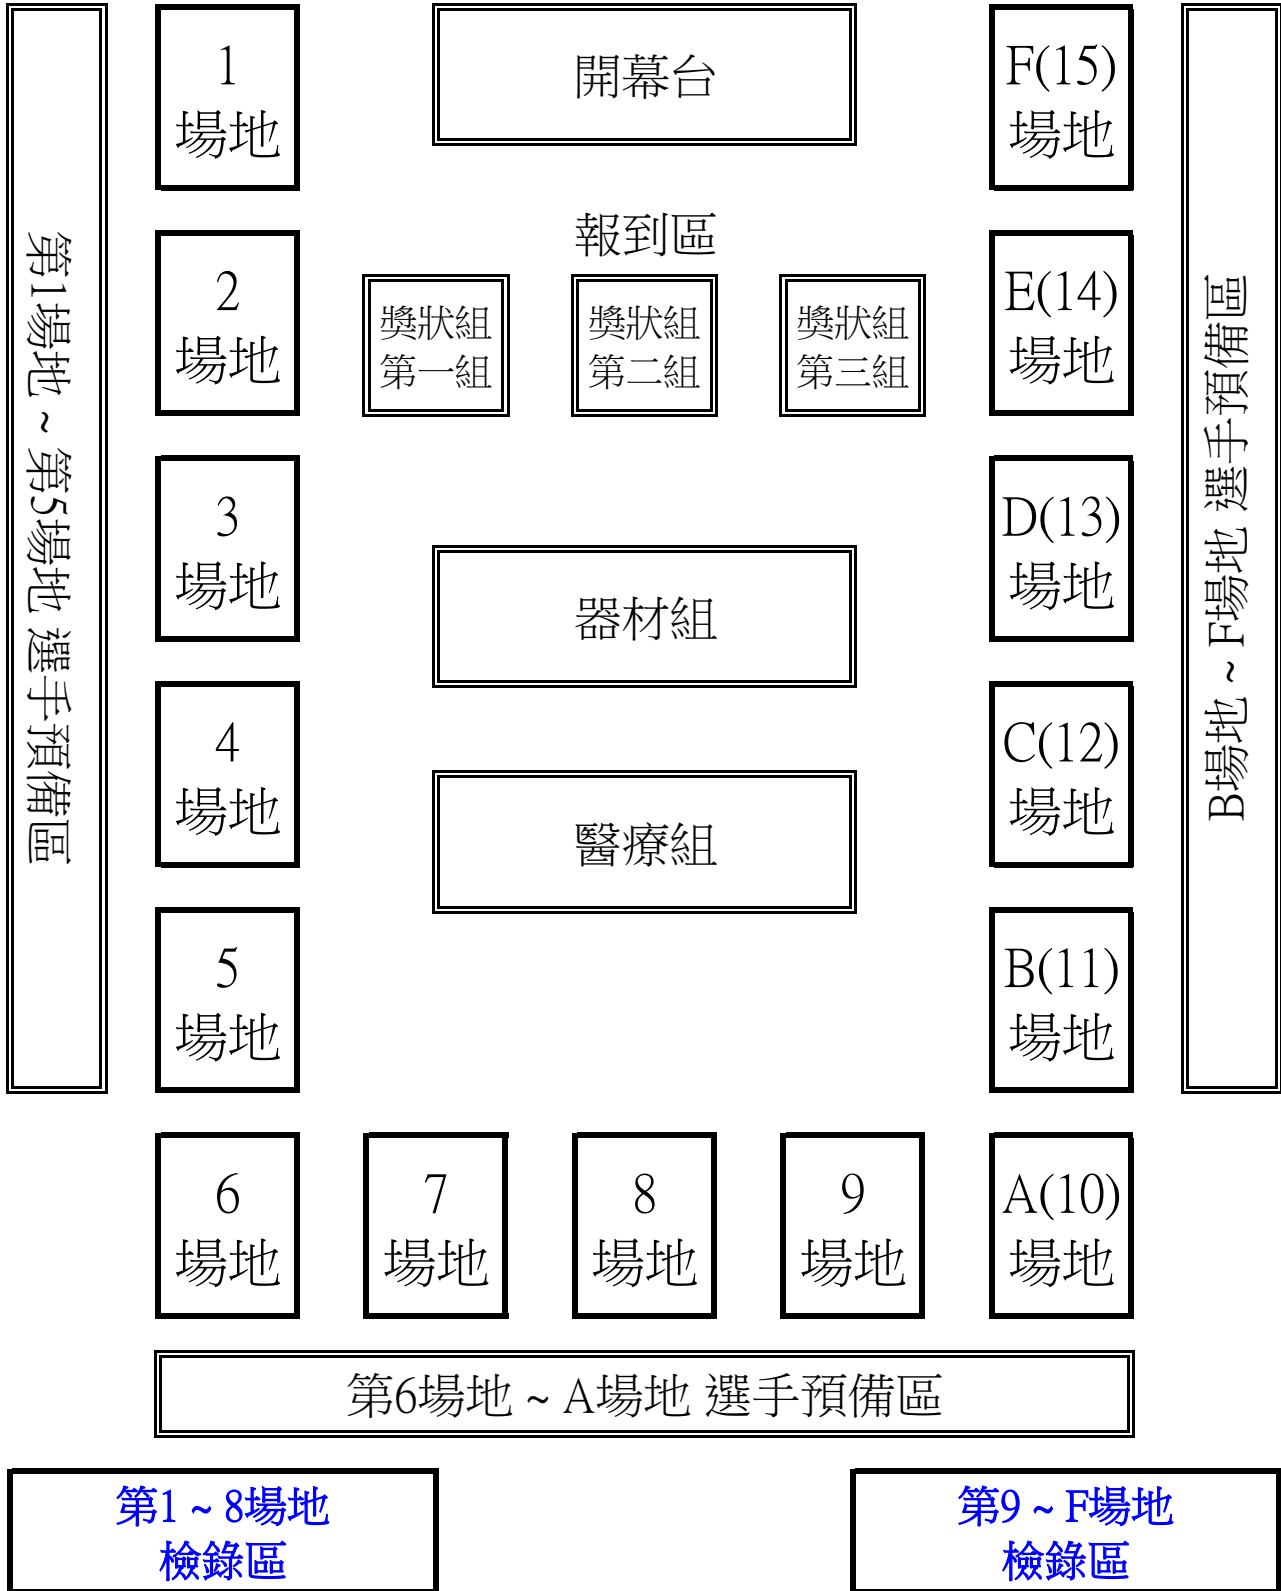 1
場地
開幕台
F(15)
場地
報到區
2
場地
獎狀組
第一組
獎狀組
第二組
獎狀組
第三組
E(14)
場地
第1場地 ~ 第5場地 選手預備區
B場地 ~ F場地 選手預備區
3
場地
器材組
D(13)
場地
4
場地
醫療組
C(12)
場地
5
場地
B(11)
場地
6
場地
7
場地
8
場地
9
場地
A(10)
場地
第6場地 ~ A場地 選手預備區
第1 ~ 8場地
檢錄區
第9 ~ F場地
檢錄區